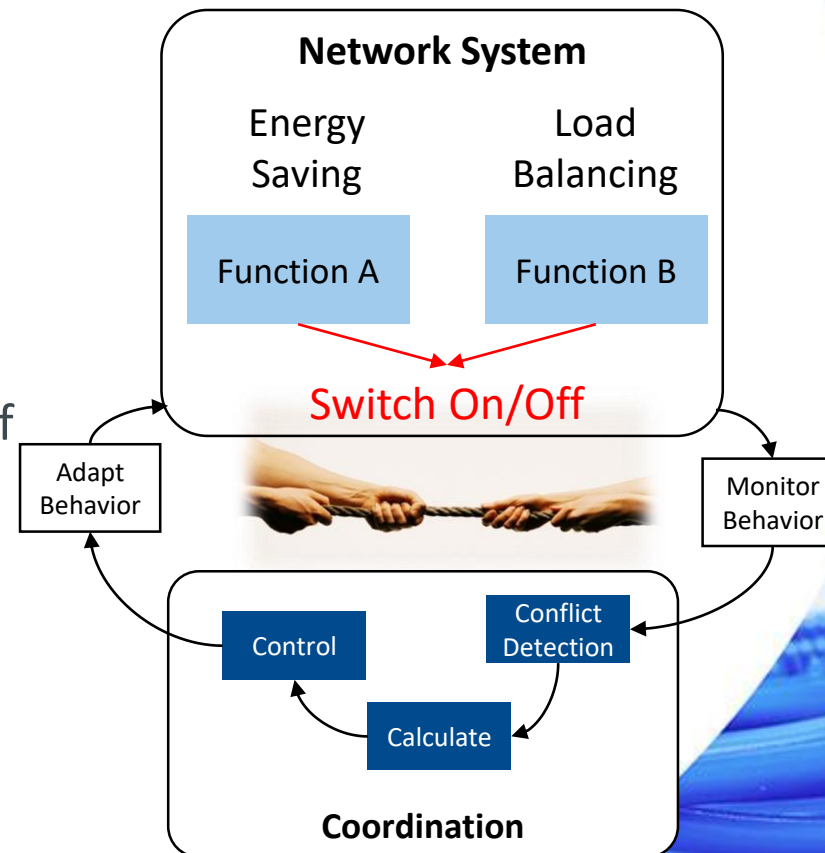 Network System
Energy
Saving
Load
Balancing
Function A
Function B
Switch On/Off
f
Adapt
Behavior
Monitor
Behavior
Conflict
Detection
Control
Calculate
Coordination